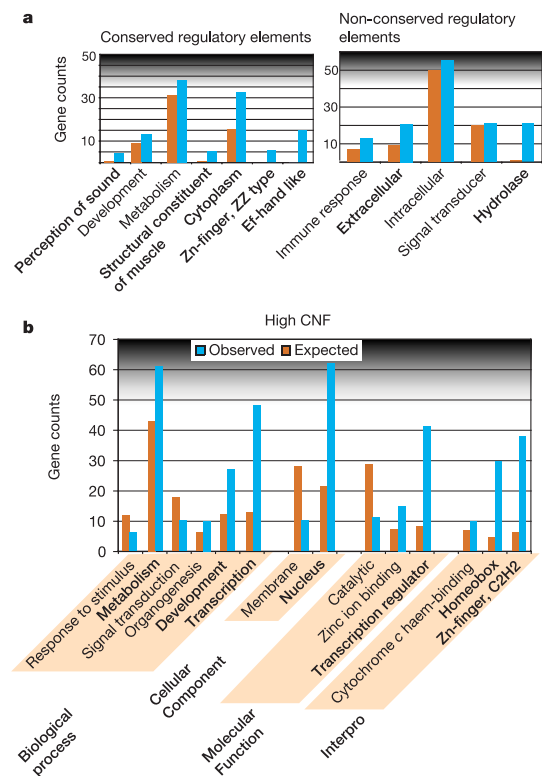 a
Conserved regulatory elements
Non-conserved regulatory
elements
Gene counts
50
30
10
50
30
10
Perception of sound
Development
Metabolism
Structural constituent
of muscle
Cytoplasm
Zn-finger, ZZ type
Ef-hand like
Immune response
Extracellular
Intracellular
Signal transducer
Hydrolase
b
High CNF
Observed Expected
Gene counts
70
60
50
40
30
20
10
0
Response to stimulus
Metabolism
Signal transduction
Organogenesis
Development
Transcription
Membrane
Nucleus
Catalytic
Zinc ion binding
Transcription regulator
Cytochrome c haem-binding
Homeobox
Zn-finger, C2H2
Biological
process
Cellular
Component
Molecular
Function
Interpro